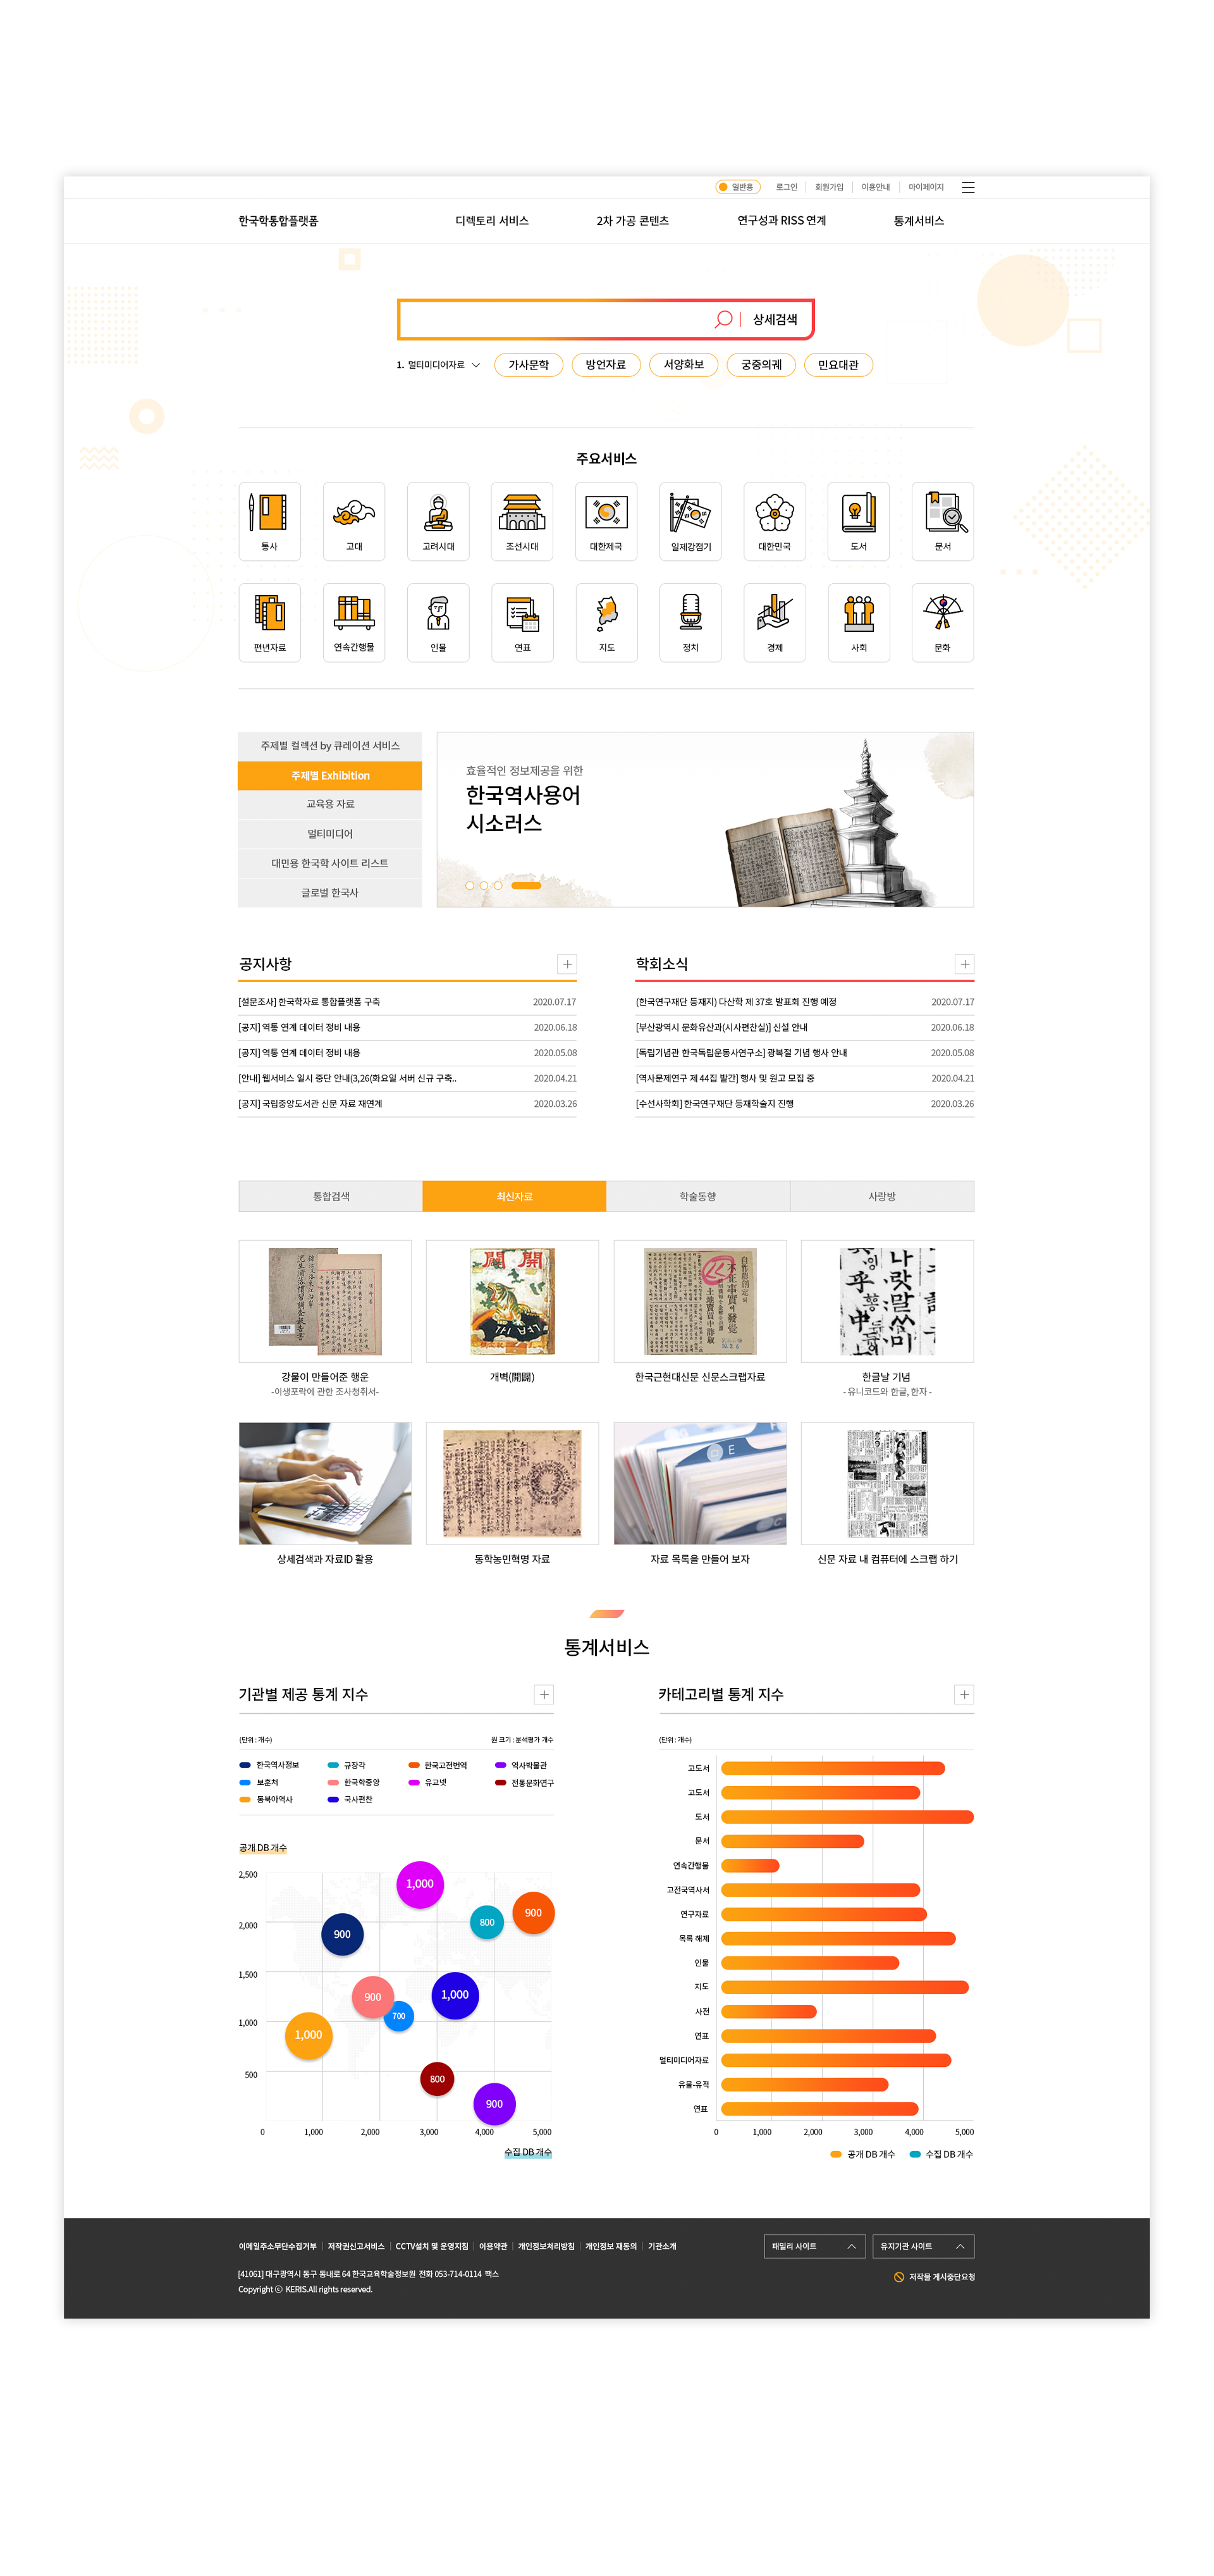 일반용 로그인 회원가입 이용안내 마이페이지
한국학통합플랫폼 디렉토리 서비스 2차 가공 콘텐츠 연구성과 RISS 연계 통계서비스
상세검색
1. 멀티미디어자료 가사문학 방언자료 서양화보 궁중의궤 민요대관
주요서비스
통사 고대 고려시대 조선시대 대한제국 일제강점기 대한민국 도서 문서
편년자료 연속간행물 인물 연표 지도 정치 경제 사회 문화
주제별 컬렉션 by 큐레이션 서비스
주제별 Exhibition
교육용 자료
멀티미디어
대민용 한국학 사이트 리스트
글로벌 한국사
효율적인 정보제공을 위한
한국역사용어
시소러스
공지사항
[설문조사] 한국학자료 통합플랫폼 구축 2020.07.17
[공지] 역통 연계 데이터 정비 내용 2020.06.18
[공지] 역통 연계 데이터 정비 내용 2020.05.08
[안내] 웹서비스 일시 중단 안내(3,26(화요일 서버 신규 구축.. 2020.04.21
[공지] 국립중앙도서관 신문 자료 재연계 2020.03.26
학회소식
(한국연구재단 등재지) 다산학 제 37호 발표회 진행 예정 2020.07.17
[부산광역시 문화유산과(시사편찬실)] 신설 안내 2020.06.18
[독립기념관 한국독립운동사연구소] 광복절 기념 행사 안내 2020.05.08
[역사문제연구 제 44집 발간] 행사 및 원고 모집 중 2020.04.21
[수선사학회] 한국연구재단 등재학술지 진행 2020.03.26
통합검색 최신자료 학술동향 사랑방
강물이 만들어준 행운
-이생포락에 관한 조사청취서-
개벽(開闢)
한국근현대신문 신문스크랩자료
한글날 기념
- 유니코드와 한글, 한자 -
상세검색과 자료ID 활용
동학농민혁명 자료
자료 목록을 만들어 보자
신문 자료 내 컴퓨터에 스크랩 하기
통계서비스
기관별 제공 통계 지수
(단위 : 개수) 원 크기 : 분석평가 개수
한국역사정보 규장각 한국고전번역 역사박물관
보훈처 한국학중앙 유교넷 전통문화연구
동북아역사 국사편찬
공개 DB 개수
2,500
2,000
1,500
1,000
500
1,000
900
800
900
900
1,000
700
1,000
800
900
0 1,000 2,000 3,000 4,000 5,000
수집 DB 개수
카테고리별 통계 지수
(단위 : 개수)
고도서
고도서
도서
문서
연속간행물
고전국역사서
연구자료
목록 해제
인물
지도
사전
연표
멀티미디어자료
유물-유적
연표
0 1,000 2,000 3,000 4,000 5,000
공개 DB 개수 수집 DB 개수
이메일주소무단수집거부 저작권신고서비스 CCTV설치 및 운영지침 이용약관 개인정보처리방침 개인정보 재동의 기관소개
패밀리 사이트 유지기관 사이트
[41061] 대구광역시 동구 동내로 64 한국교육학술정보원 전화 053-714-0114 팩스
저작물 게시중단요청
Copyright ⓒ KERIS.All rights reserved.